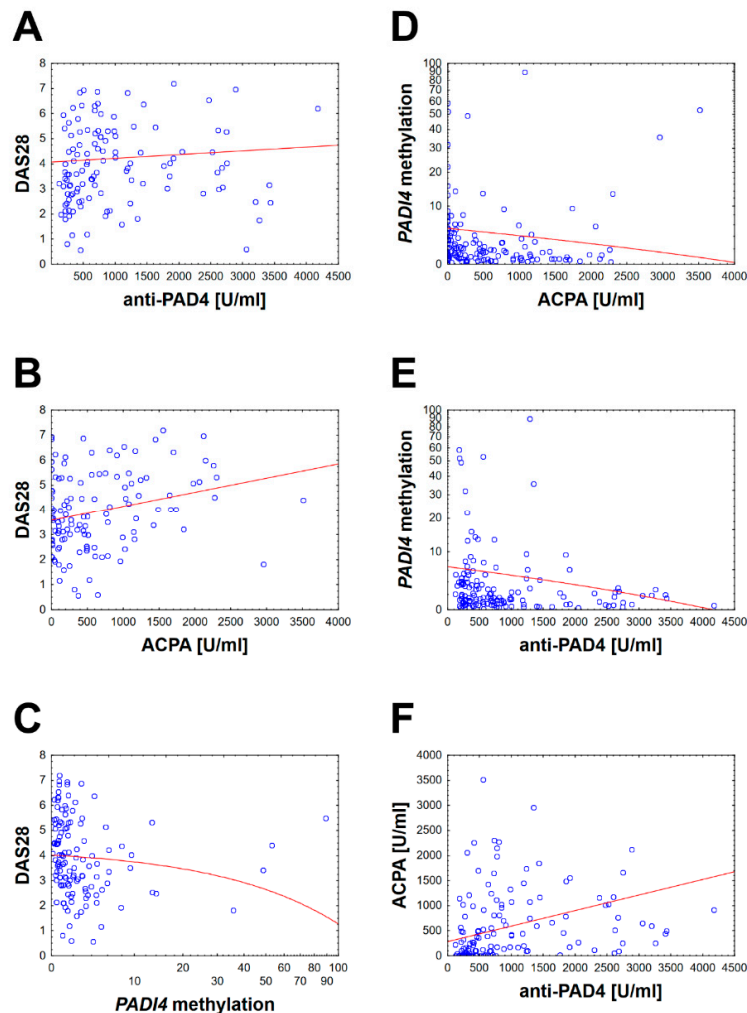 A
DAS28
8
7
6
5
4
3
2
1
0
500 1000 1500 2000 2500 3000 3500 4000 4500
anti-PAD4 [U/ml]
D
PADI4 methylation
100
90
80
70
60
50
40
30
20
10
0
0 500 1000 1500 2000 2500 3000 3500 4000
ACPA [U/ml]
B
DAS28
8
7
6
5
4
3
2
1
0
0 500 1000 1500 2000 2500 3000 3500 4000
ACPA [U/ml]
E
PADI4 methylation
100
90
80
70
60
50
40
30
20
10
0
0 500 1000 1500 2000 2500 3000 3500 4000 4500
anti-PAD4 [U/ml]
C
DAS28
8
7
6
5
4
3
2
1
0
0 20 40 60 80 100
10 30 50 70 90
PADI4 methylation
F
ACPA [U/ml]
4000
3500
3000
2500
2000
1500
1000
500
0
0 500 1000 1500 2000 2500 3000 3500 4000 4500
anti-PAD4 [U/ml]